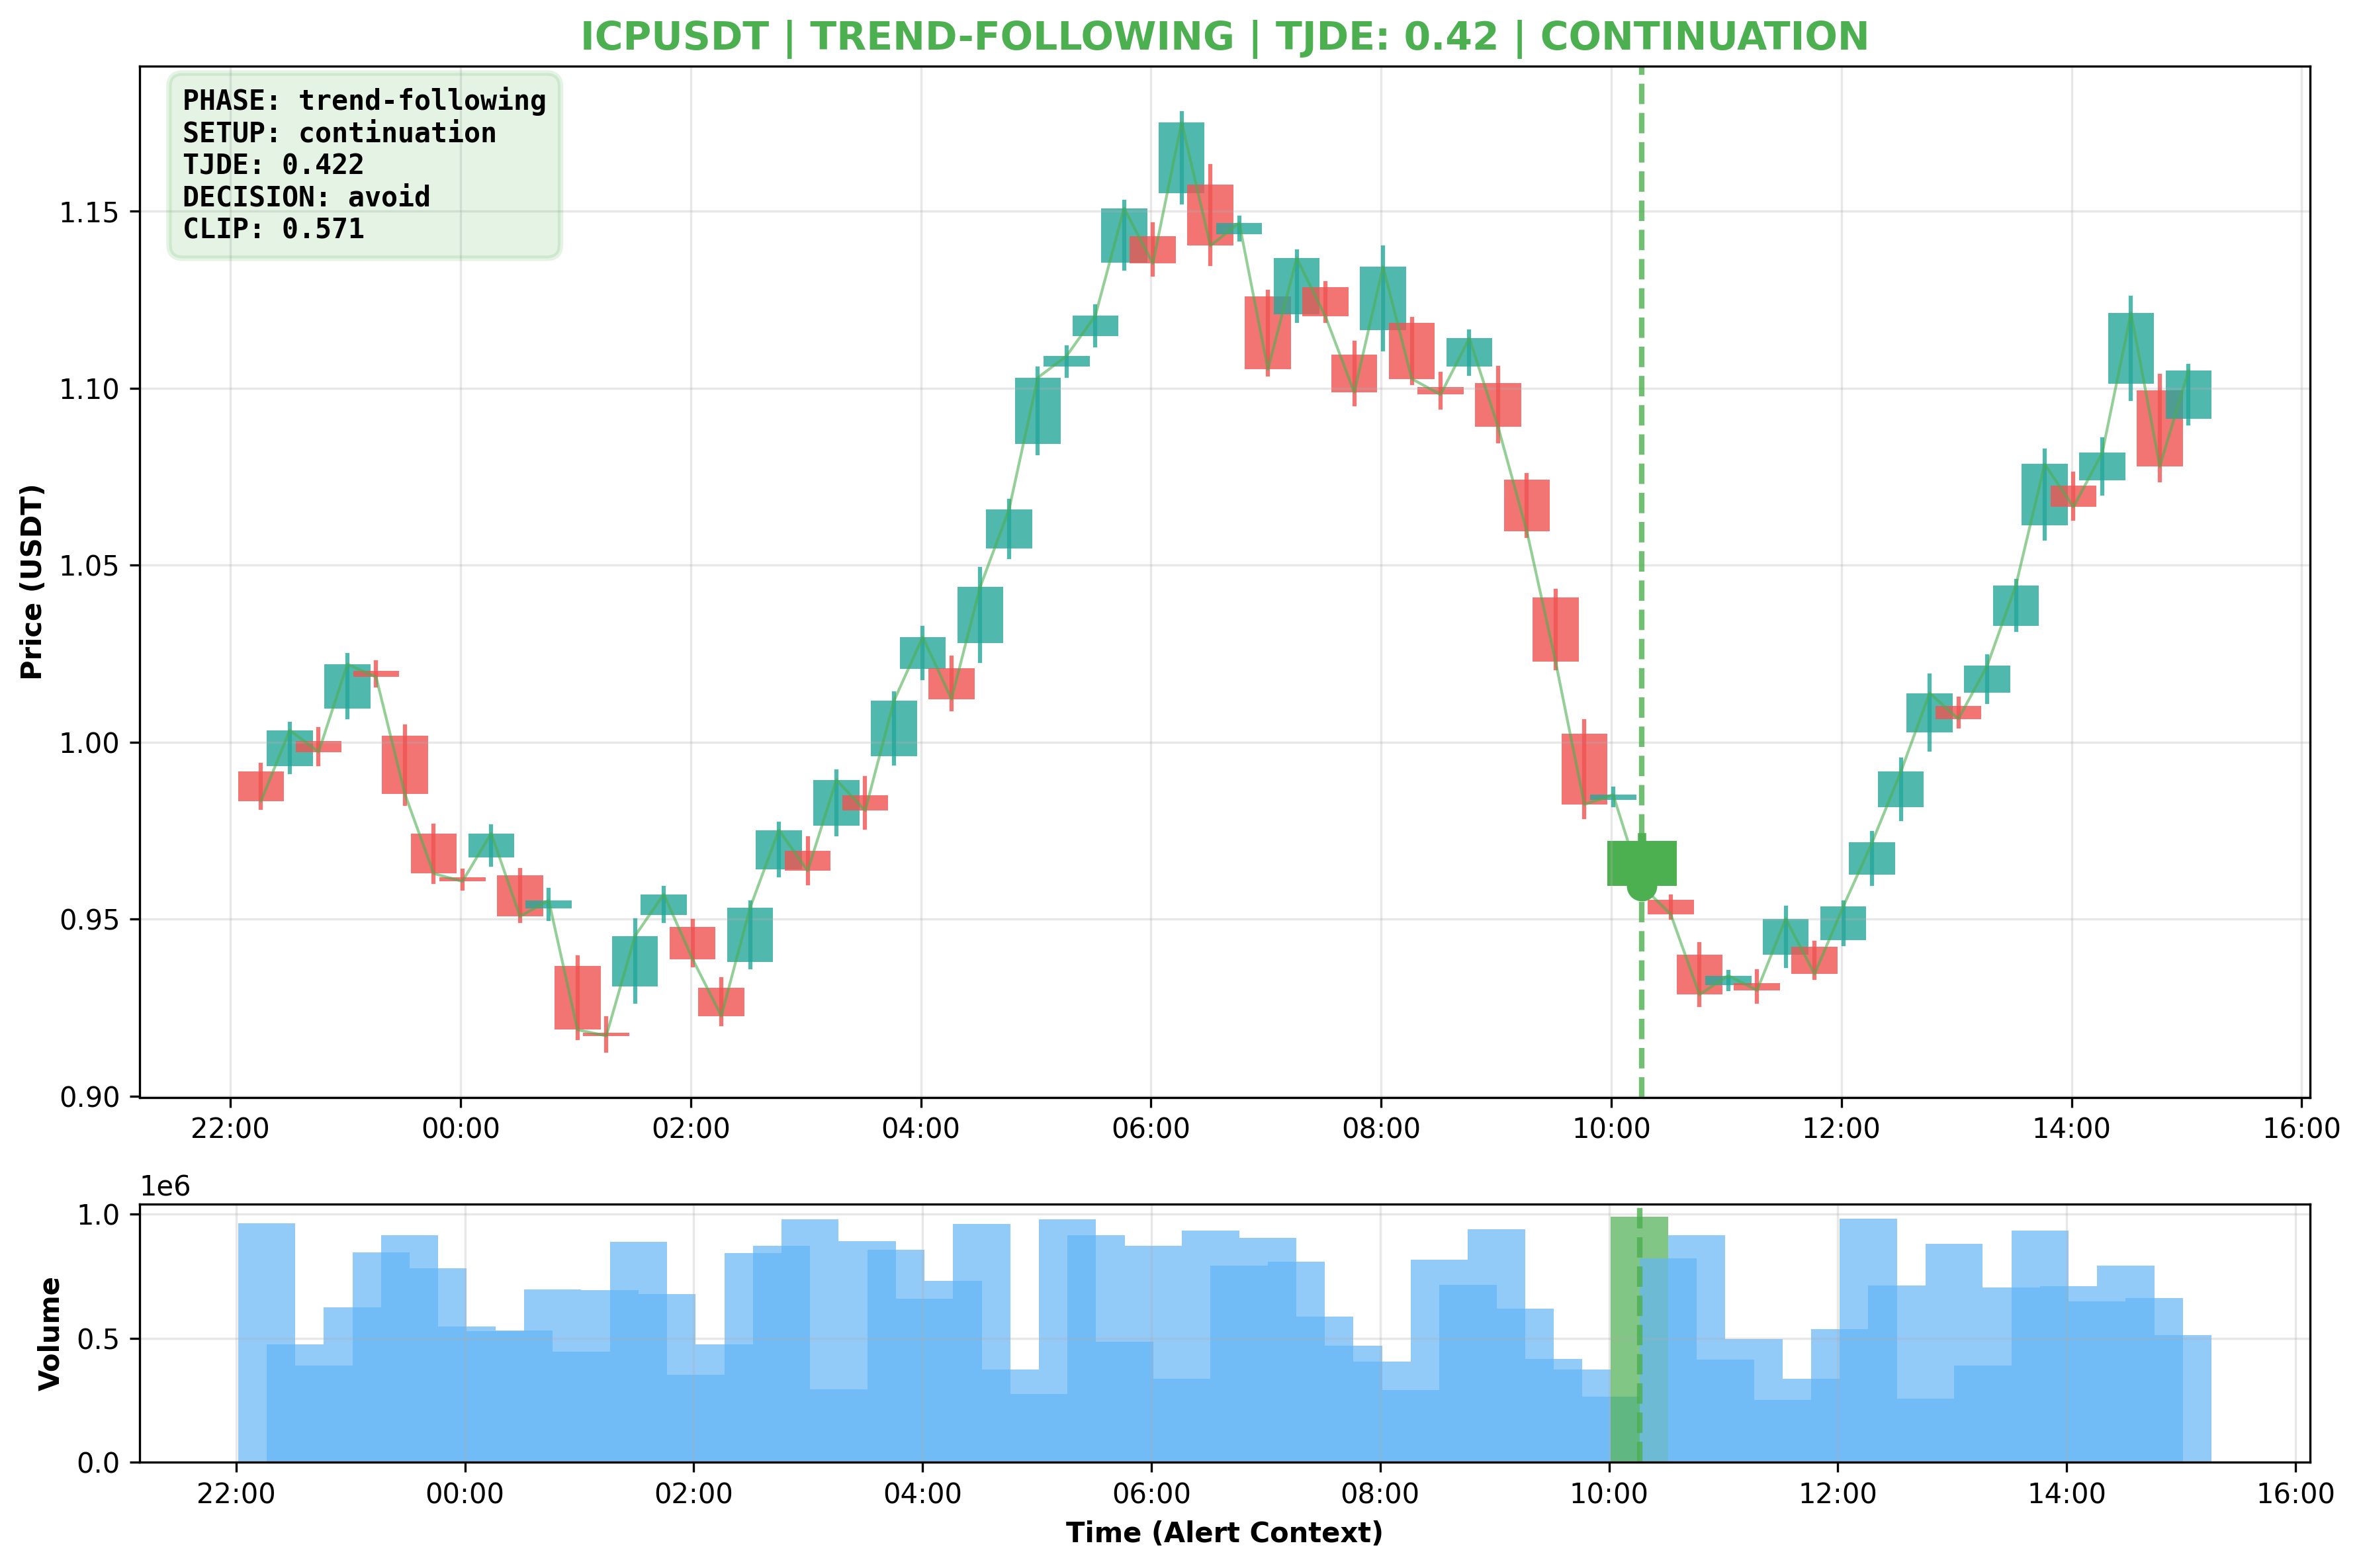 ICPUSDT | TREND-FOLLOWING | TJDE: 0.42 | CONTINUATION
PHASE: trend-following
SETUP: continuation
TJDE: 0.422
DECISION: avoid
CLIP: 0.571
Price (USDT)
1.15
1.10
1.05
1.00
0.95
0.90
22:00 00:00 02:00 04:00 06:00 08:00 10:00 12:00 14:00 16:00
1e6
Volume
1.0
0.5
0.0
22:00 00:00 02:00 04:00 06:00 08:00 10:00 12:00 14:00 16:00
Time (Alert Context)